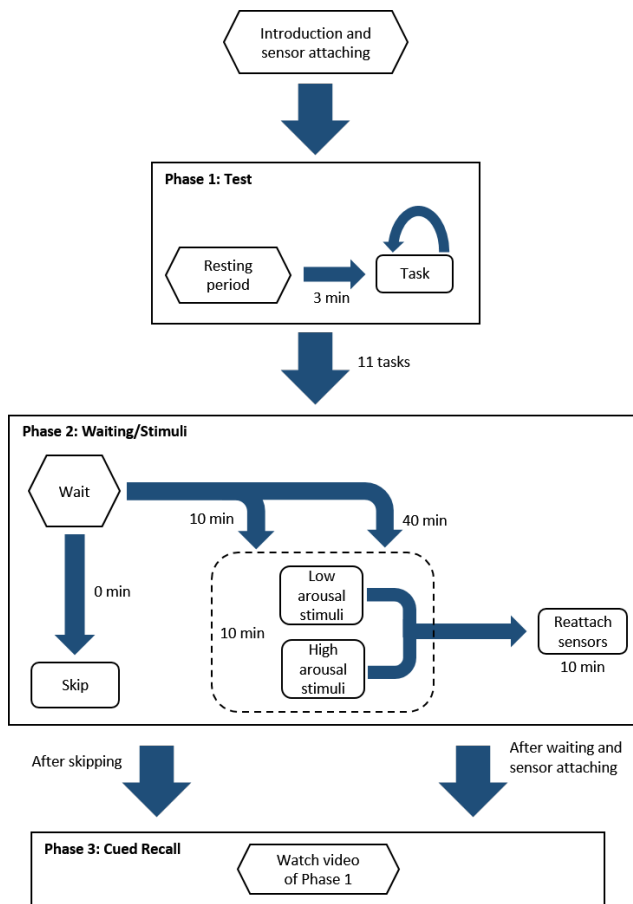 Introduction and
sensor attaching
Phase 1: Test
Resting
period
3 min
Task
11 tasks
Phase 2: Waiting/Stimuli
Wait
10 min
40 min
0 min
Low
arousal
stimuli
10 min
High
arousal
stimuli
Reattach
sensors
10 min
Skip
After skipping
After waiting and
sensor attaching
Phase 3: Cued Recall
Watch video
of Phase 1